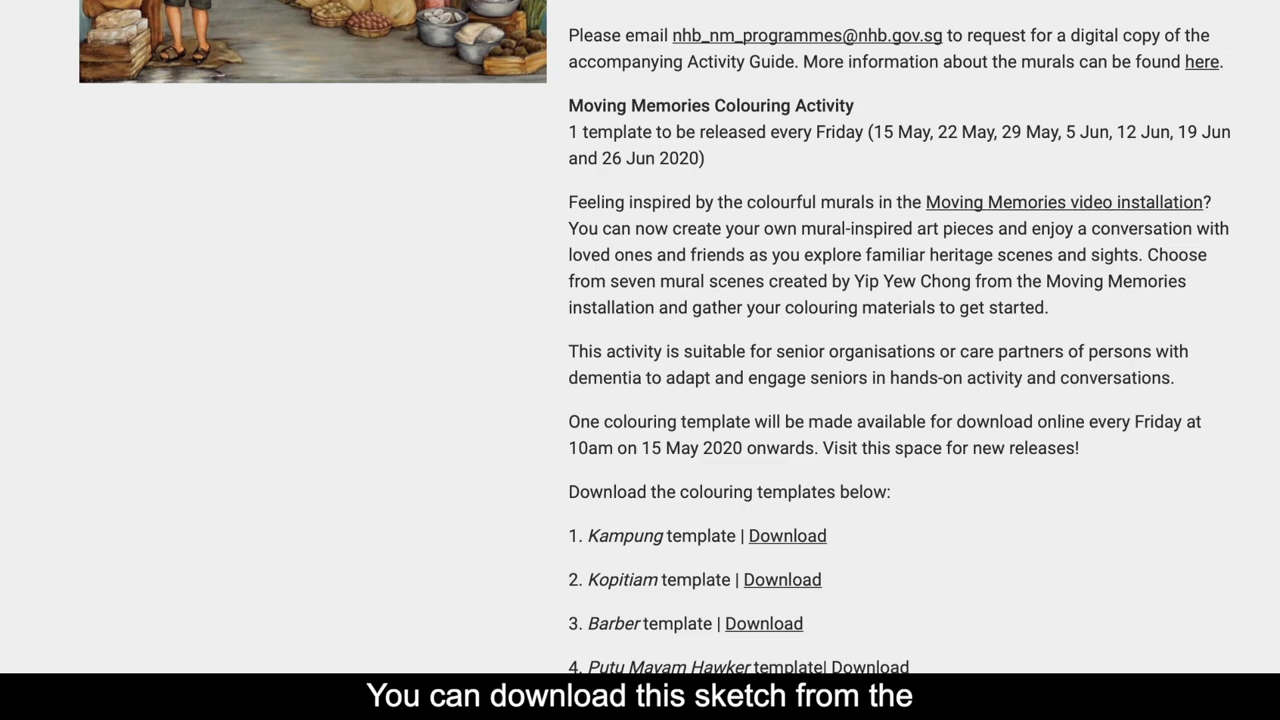 Please email nhb_nm_programmes@nhb.gov.sg to request for a digital copy of the
accompanying Activity Guide. More information about the murals can be found here.
Moving Memories Colouring Activity
1 template to be released every Friday (15 May, 22 May, 29 May, 5 Jun, 12 Jun, 19 Jun
and 26 Jun 2020)
Feeling inspired by the colourful murals in the Moving Memories video installation?
You can now create your own mural-inspired art pieces and enjoy a conversation with
loved ones and friends as you explore familiar heritage scenes and sights. Choose
from seven mural scenes created by Yip Yew Chong from the Moving Memories
installation and gather your colouring materials to get started.
This activity is suitable for senior organisations or care partners of persons with
dementia to adapt and engage seniors in hands-on activity and conversations.
One colouring template will be made available for download online every Friday at
10am on 15 May 2020 onwards. Visit this space for new releases!
Download the colouring templates below:
1. Kampung template | Download
2. Kopitiam template | Download
3. Barber template | Download
4. Putu Mayam Hawker template| Download
You can download this sketch from the